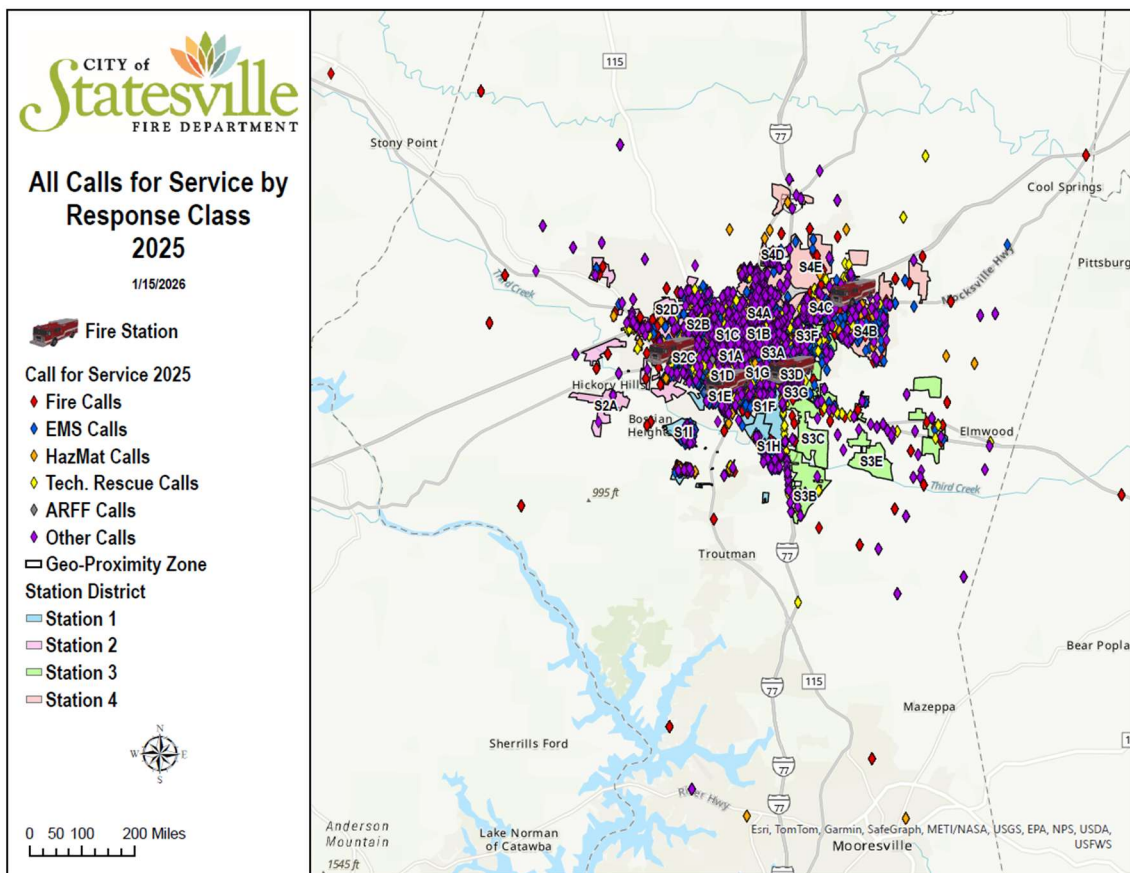 CITY of
Statesville
FIRE DEPARTMENT
All Calls for Service by
Response Class
2025
1/15/2026
Fire Station
Call for Service 2025
Fire Calls
EMS Calls
HazMat Calls
Tech. Rescue Calls
ARFF Calls
Other Calls
Geo-Proximity Zone
Station District
Station 1
Station 2
Station 3
Station 4
N
W E
S
0 50 100 200 Miles
115
77
Stony Point
Cool Springs
Pittsburg
Third Creek
S4D
S4E
S2D
S2B
S4A
S4C
S1C
S1B
S3F
S4B
S2C
S1A
S3A
S1D
S1G
S3D
Hickory Hills
S1E
S3G
S2A
S1F
S1I
S1H
S3C
Elmwood
S3E
995 ft
S3B
Third Creek
77
Troutman
Bear Popla
77
115
Mazeppa
Sherrills Ford
77
River Hwy
77
Anderson
Mountain
1545 ft
Lake Norman
of Catawba
Mooresville
Esri, TomTom, Garmin, SafeGraph, METI/NASA, USGS, EPA, NPS, USDA,
USFWS